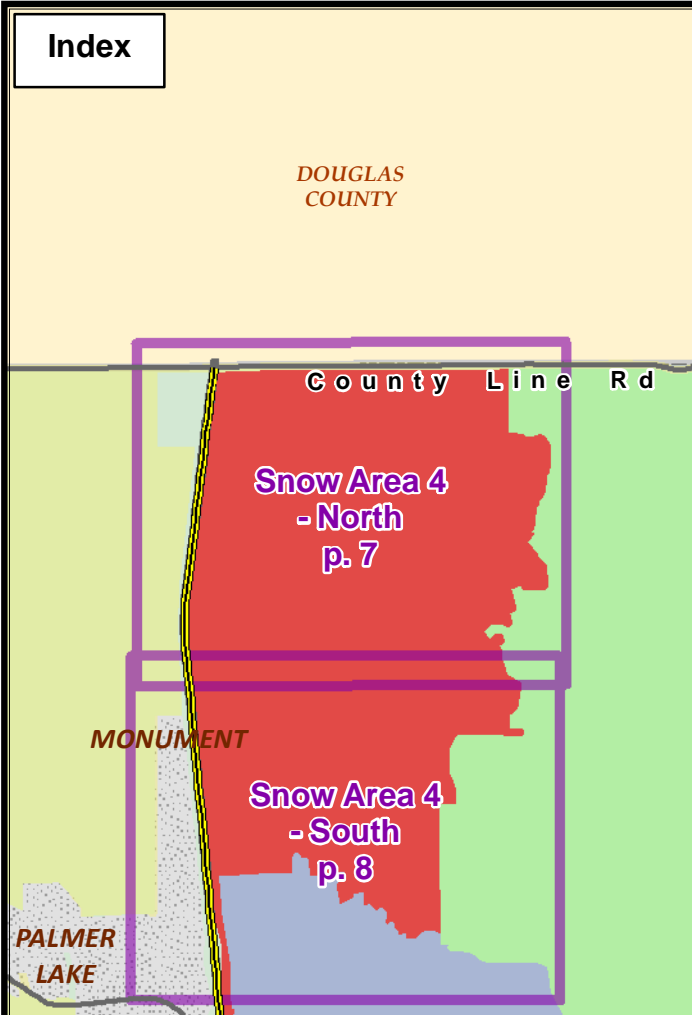 Index
DOUGLAS
COUNTY
County Line Rd
Snow Area 4
- North
p. 7
MONUMENT
Snow Area 4
- South
p. 8
PALMER
LAKE